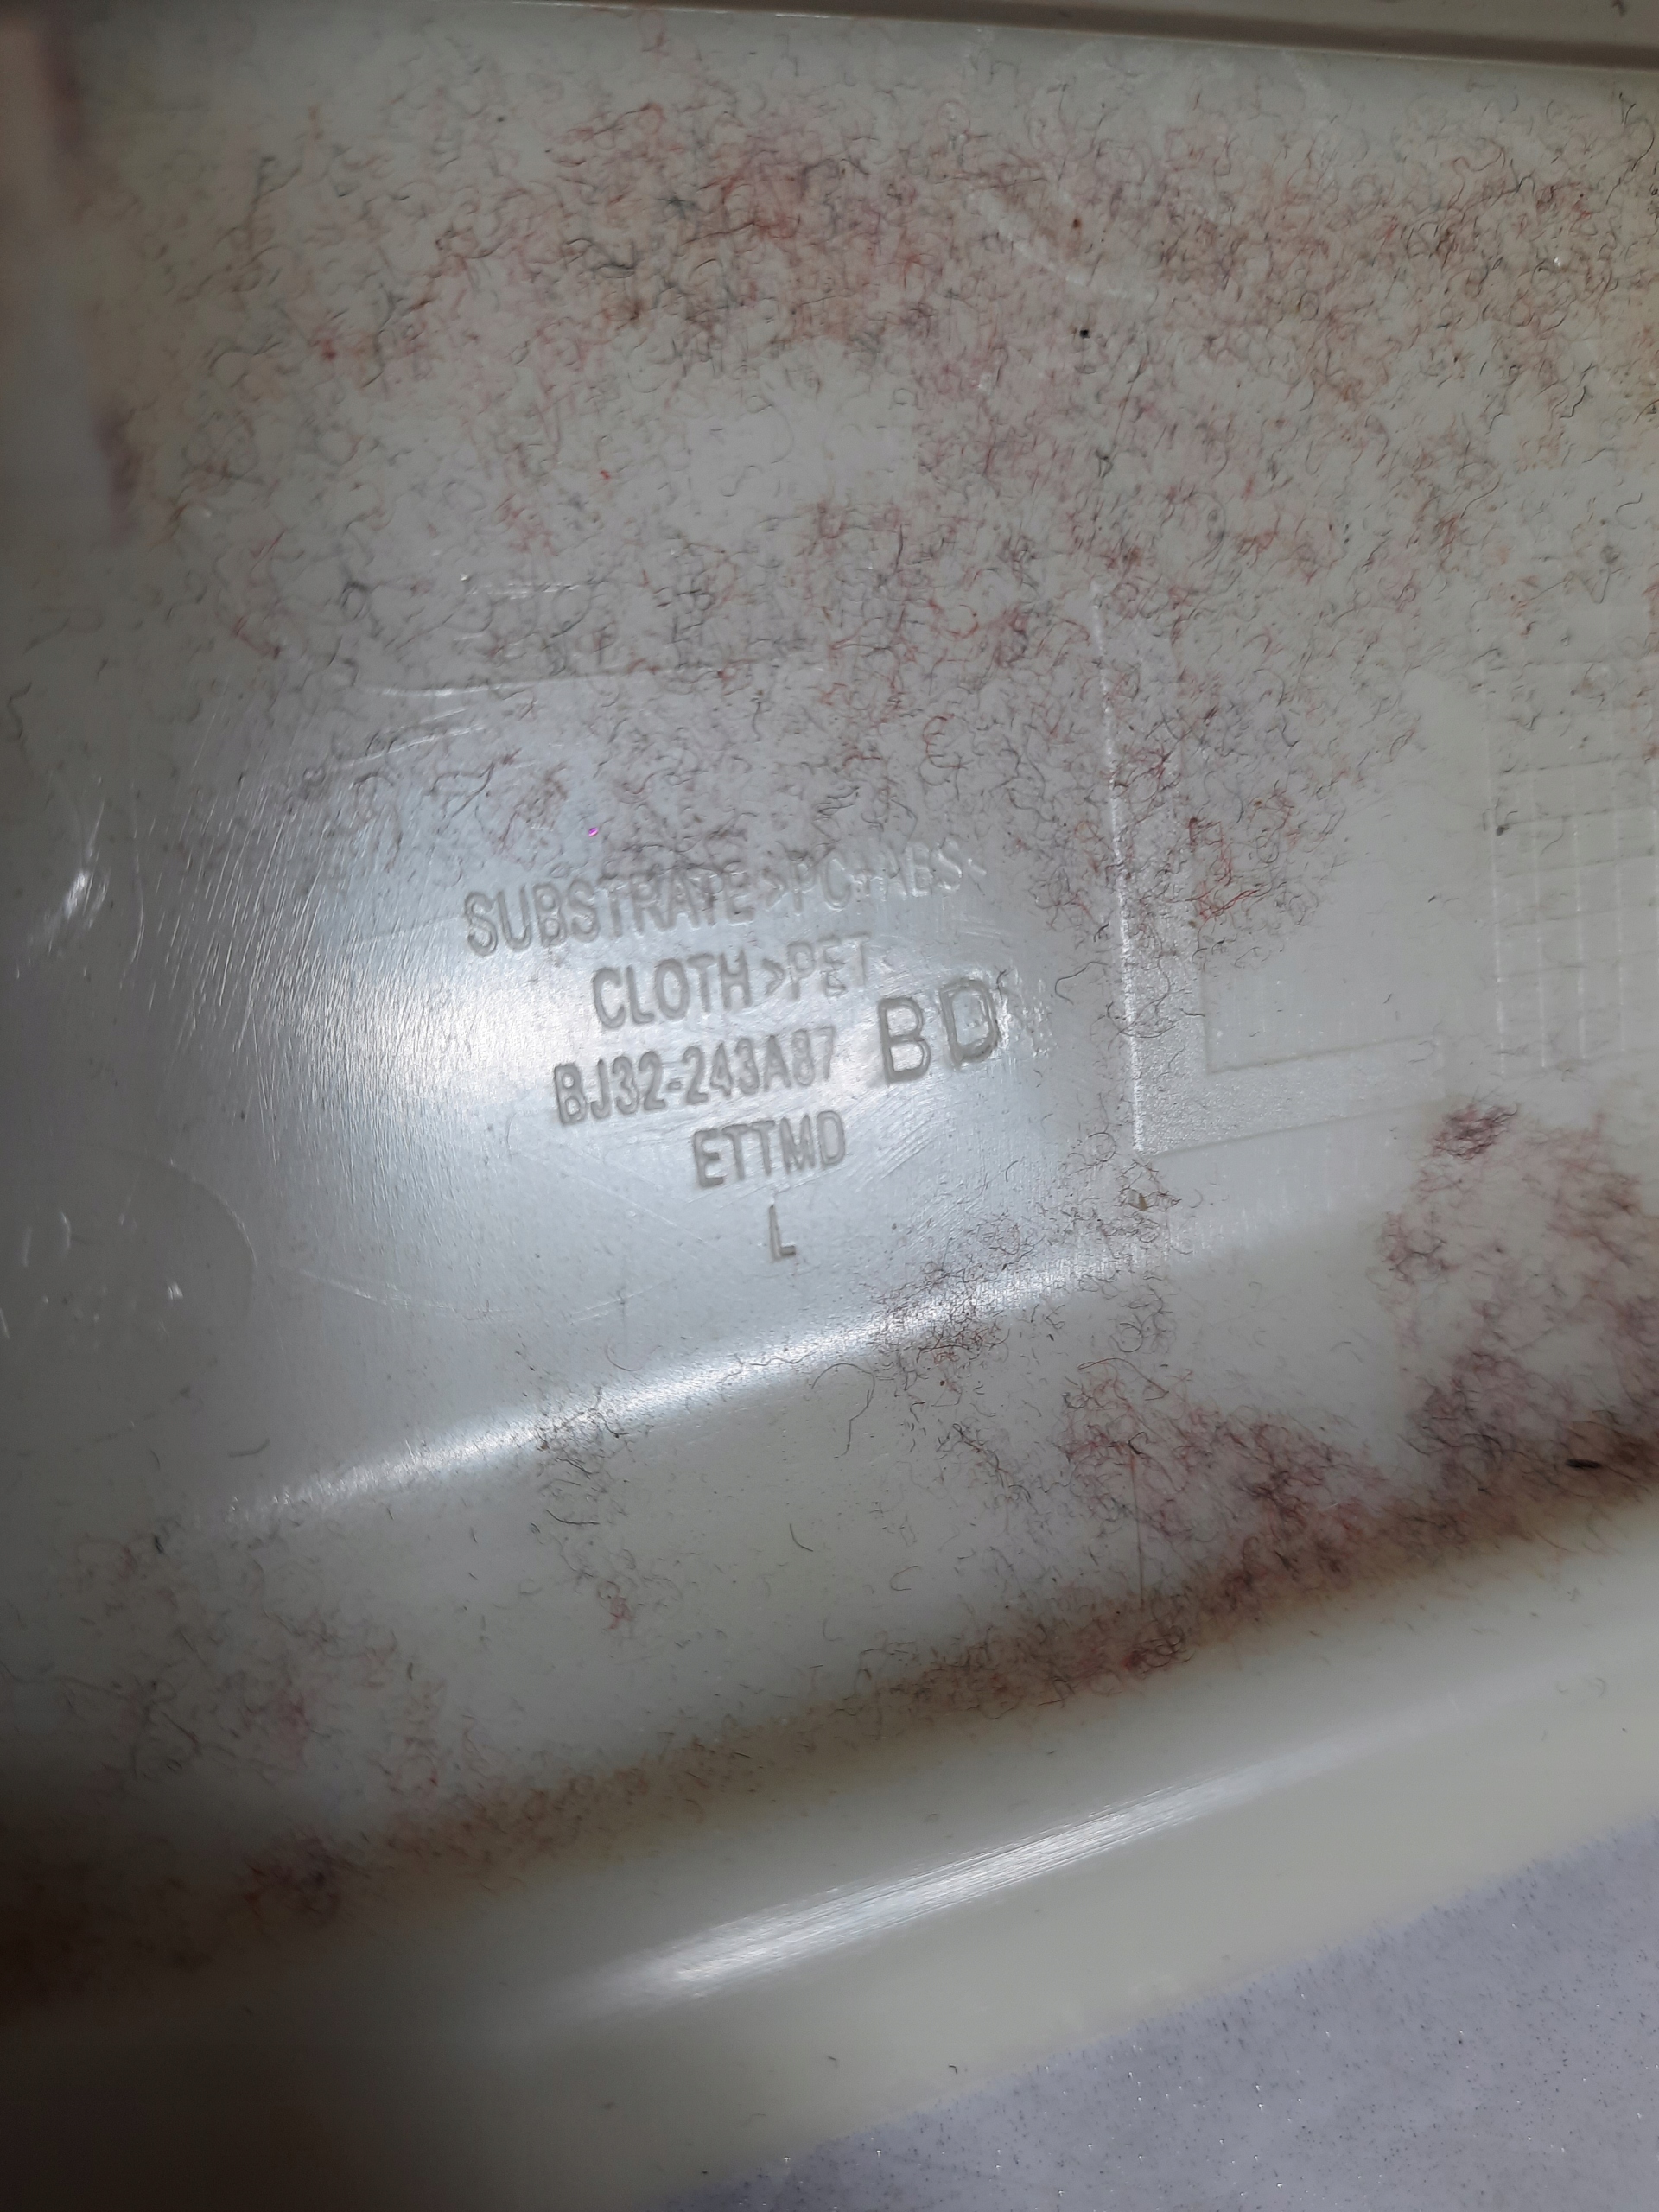 SUBSTRATE >PC+ABS<
CLOTH >PET<
BJ32-243A87 BD
ETTMD
L